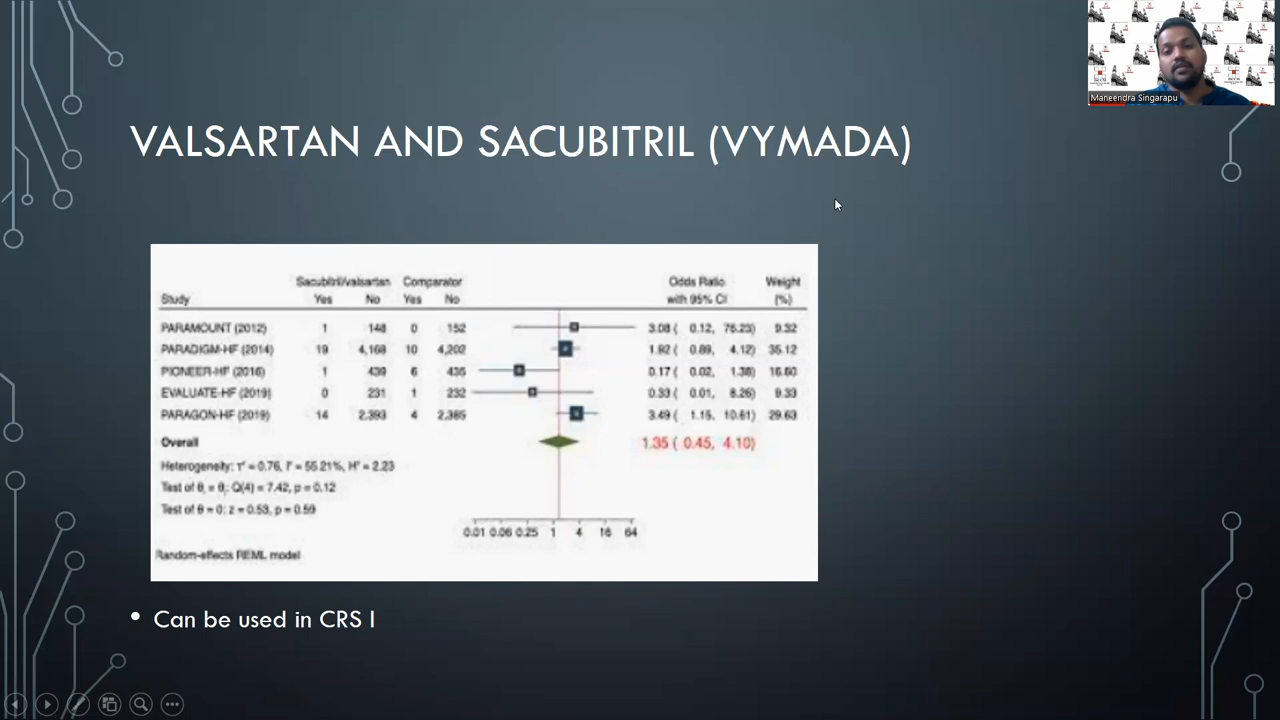 Maneendra Singarapu
VALSARTAN AND SACUBITRIL (VYMADA)
Sacubitril/valsartan Comparator Odds Ratio Weight
Study Yes No Yes No with 95% CI (%)
PARAMOUNT (2012) 1 148 0 152 3.08 ( 0.12, 76.23) 9.32
PARADIGM-HF (2014) 19 4,168 10 4,202 1.92 ( 0.89, 4.12) 35.12
PIONEER-HF (2016) 1 439 6 435 0.17 ( 0.02, 1.38) 16.60
EVALUATE-HF (2019) 0 231 1 232 0.33 ( 0.01, 8.26) 9.33
PARAGON-HF (2019) 14 2,393 4 2,385 3.49 ( 1.15, 10.61) 29.63
Overall 1.35 ( 0.45, 4.10)
Heterogeneity: τ² = 0.76, I² = 55.21%, H² = 2.23
Test of θᵢ = θⱼ: Q(4) = 7.42, p = 0.12
Test of θ = 0: z = 0.53, p = 0.59
0.01 0.06 0.25 1 4 16 64
Random-effects REML model
• Can be used in CRS I